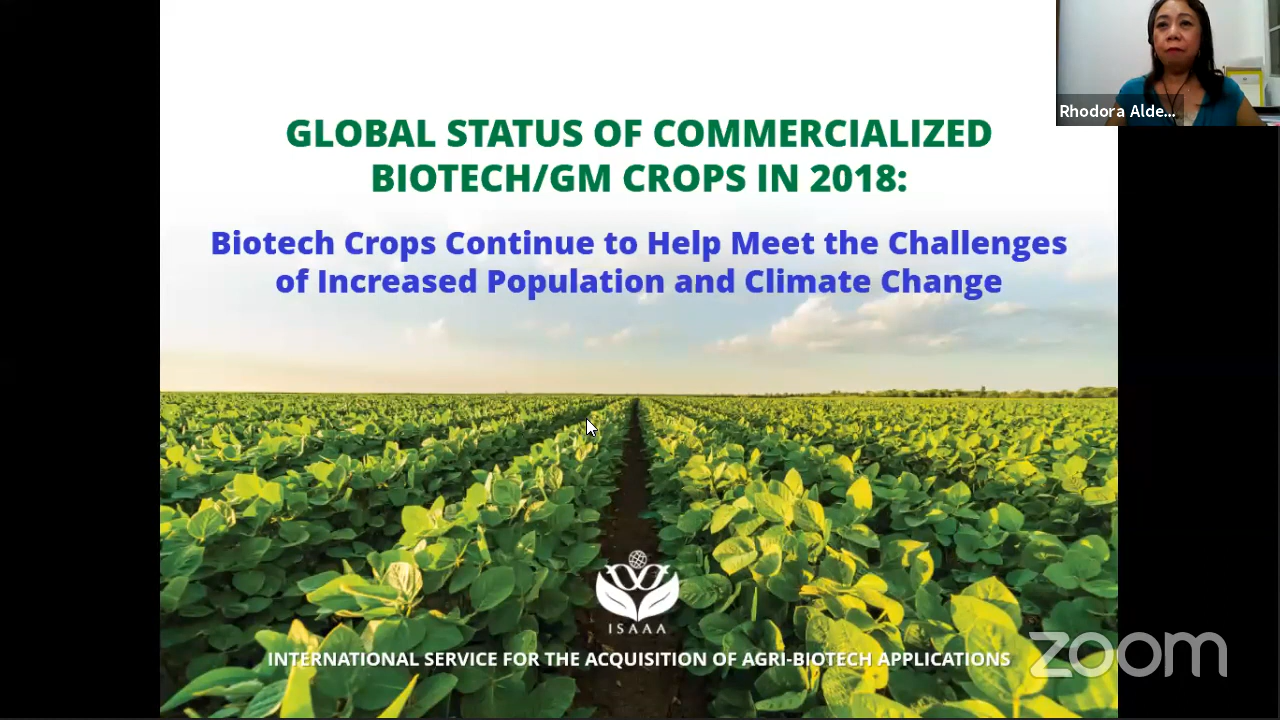 Rhodora Alde...
GLOBAL STATUS OF COMMERCIALIZED
BIOTECH/GM CROPS IN 2018:
Biotech Crops Continue to Help Meet the Challenges
of Increased Population and Climate Change
ISAAA
INTERNATIONAL SERVICE FOR THE ACQUISITION OF AGRI-BIOTECH APPLICATIONS
zoom